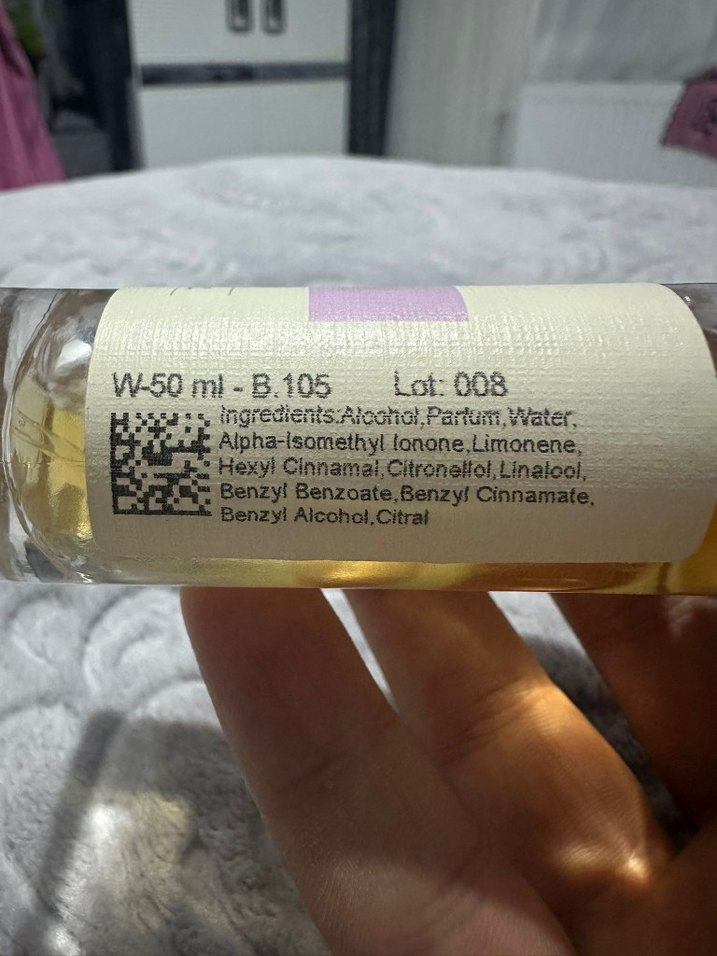 W-50 ml - B.105 Lot: 008
Ingredients:Alcohol,Parfum,Water,
Alpha-Isomethyl Ionone,Limonene,
Hexyl Cinnamal,Citronellol,Linalool,
Benzyl Benzoate,Benzyl Cinnamate,
Benzyl Alcohol,Citral